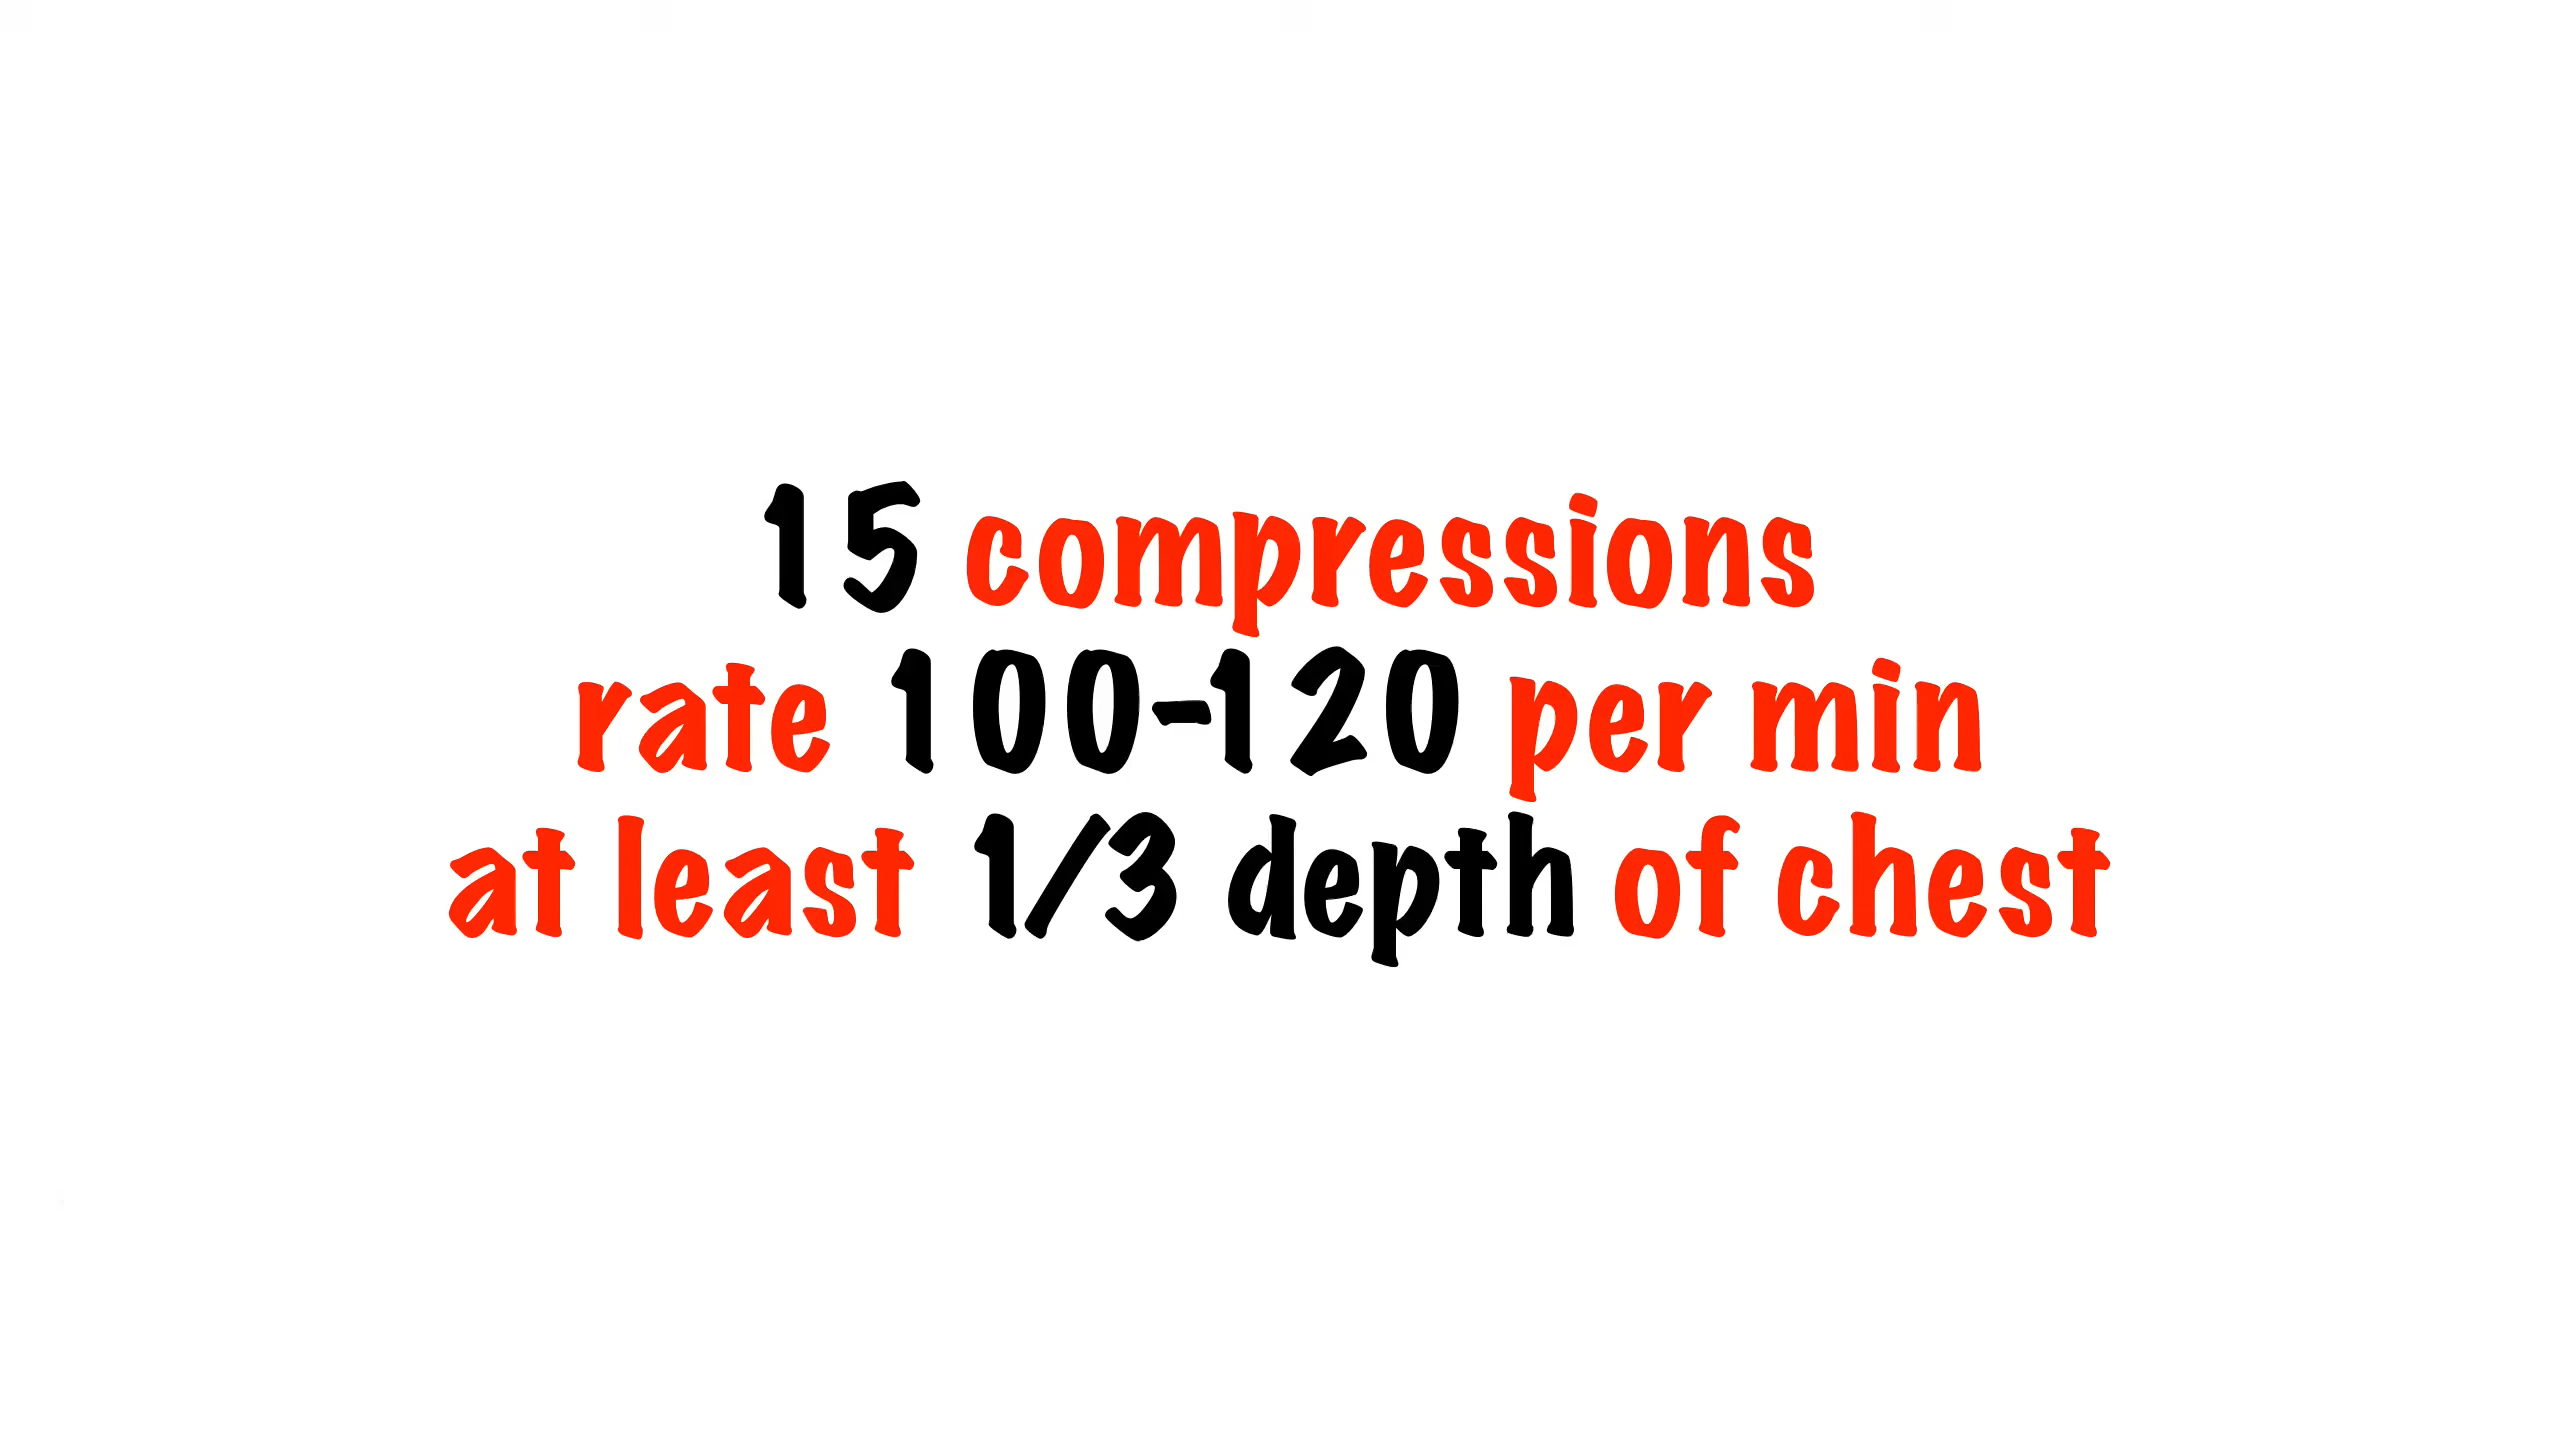 15 compressions
rate 100-120 per min
at least 1/3 depth of chest